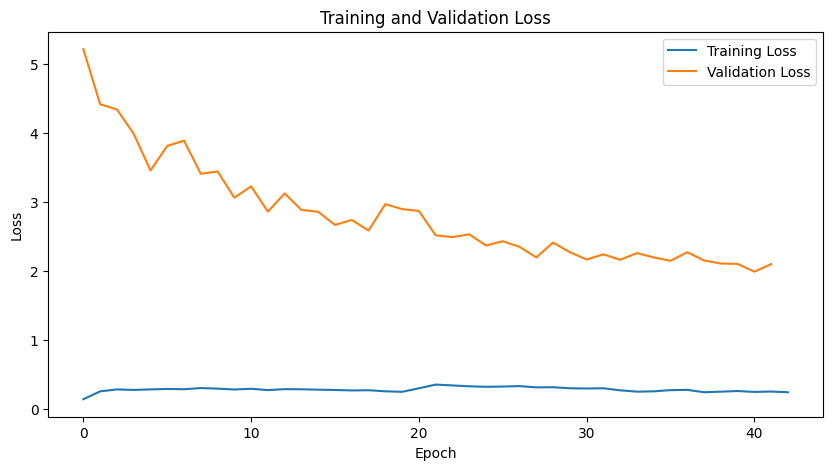 Training and Validation Loss
Training Loss
Validation Loss
5
4
3
2
1
0
Loss
0
10
20
30
40
Epoch